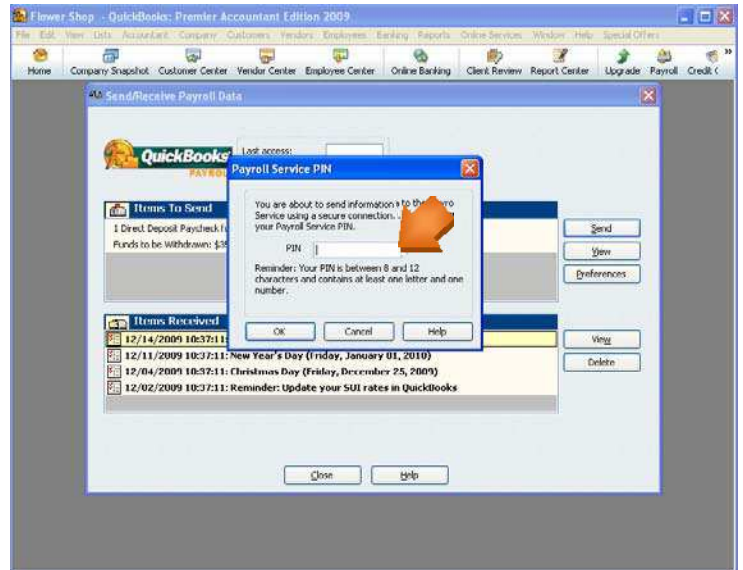 Flower Shop - QuickBooks: Premier Accountant Edition 2009
File Edit View Lists Accountant Company Customers Vendors Employees Banking Reports Online Services Window Help Special Offers
Home Company Snapshot Customer Center Vendor Center Employee Center Online Banking Client Review Report Center Upgrade Payroll Credit C
Send/Receive Payroll Data
QuickBooks
Last access:
Payroll Service PIN
You are about to send information to the
Service using a secure connection.
your Payroll Service PIN.
PIN
Reminder: Your PIN is between 8 and 12
characters and contains at least one letter and one
number.
OK Cancel Help
Items To Send
1 Direct Deposit Paycheck
Funds to be Withdrawn:
Send
View
Preferences
Items Received
12/14/2009 10:37:11:
12/11/2009 10:37:11: New Year's Day (Friday, January 01, 2010)
12/04/2009 10:37:11: Christmas Day (Friday, December 25, 2009)
12/02/2009 10:37:11: Reminder: Update your SUI rates in QuickBooks
View
Delete
Close Help